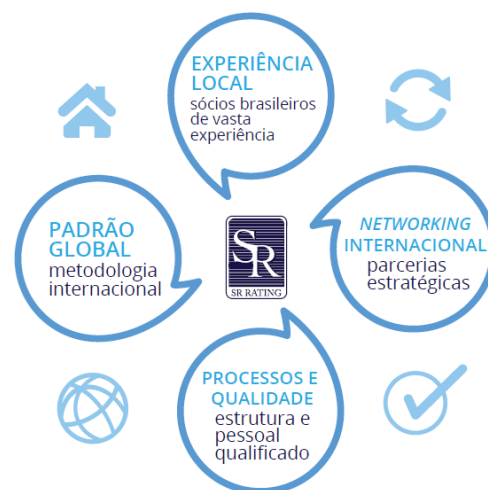 EXPERIÊNCIA
LOCAL
sócios brasileiros
de vasta
experiência
PADRÃO
GLOBAL
metodologia
internacional
SR
SR RATING
NETWORKING
INTERNACIONAL
parcerias
estratégicas
PROCESSOS E
QUALIDADE
estrutura e
pessoal
qualificado